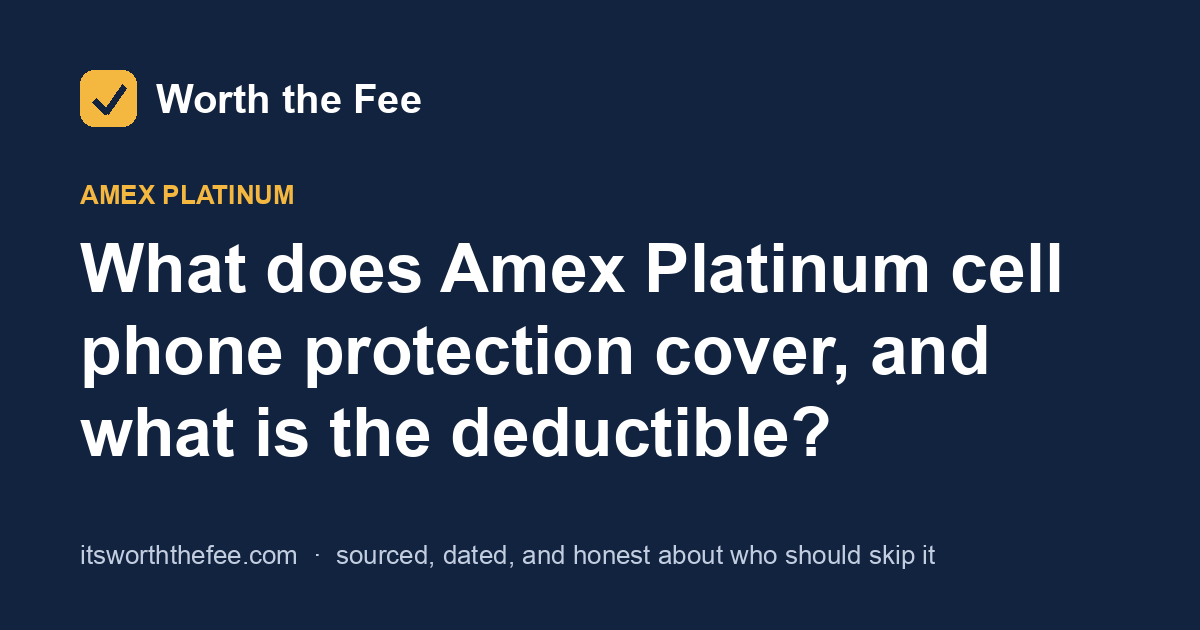 Worth the Fee
AMEX PLATINUM
What does Amex Platinum cell
phone protection cover, and
what is the deductible?
itsworththefee.com · sourced, dated, and honest about who should skip it